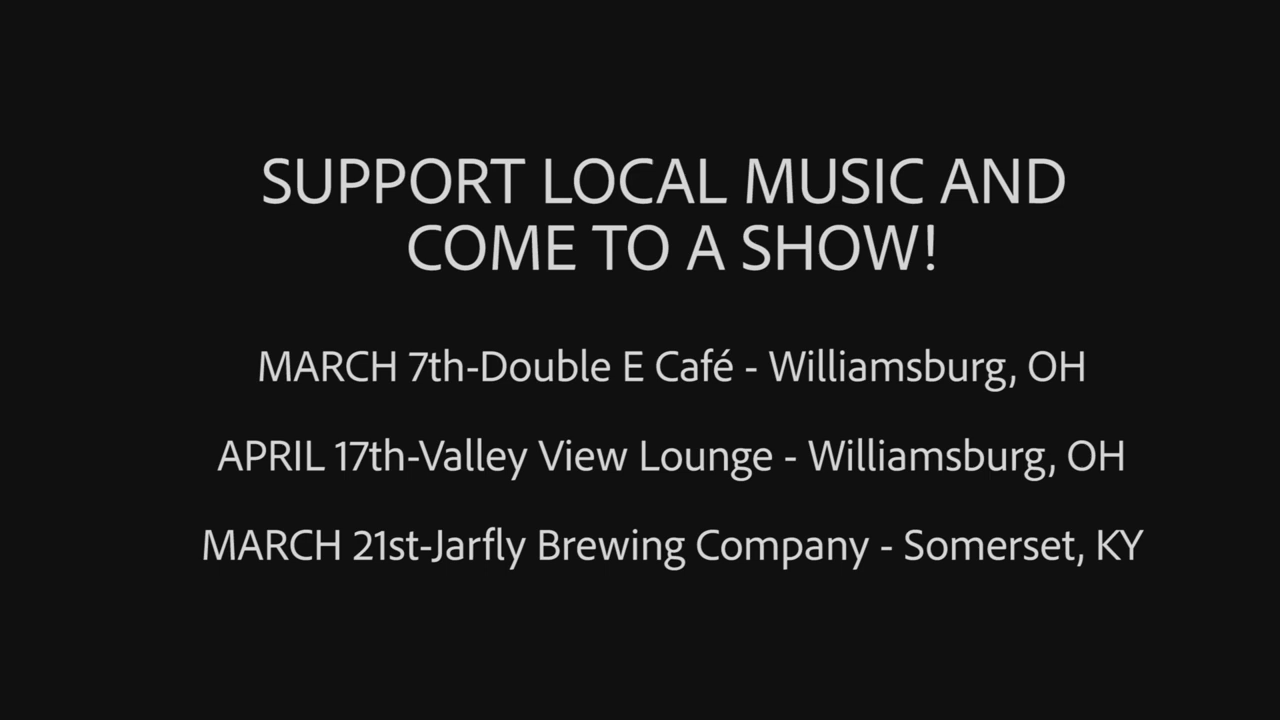 SUPPORT LOCAL MUSIC AND
COME TO A SHOW!
MARCH 7th-Double E Café - Williamsburg, OH
APRIL 17th-Valley View Lounge - Williamsburg, OH
MARCH 21st-Jarfly Brewing Company - Somerset, KY